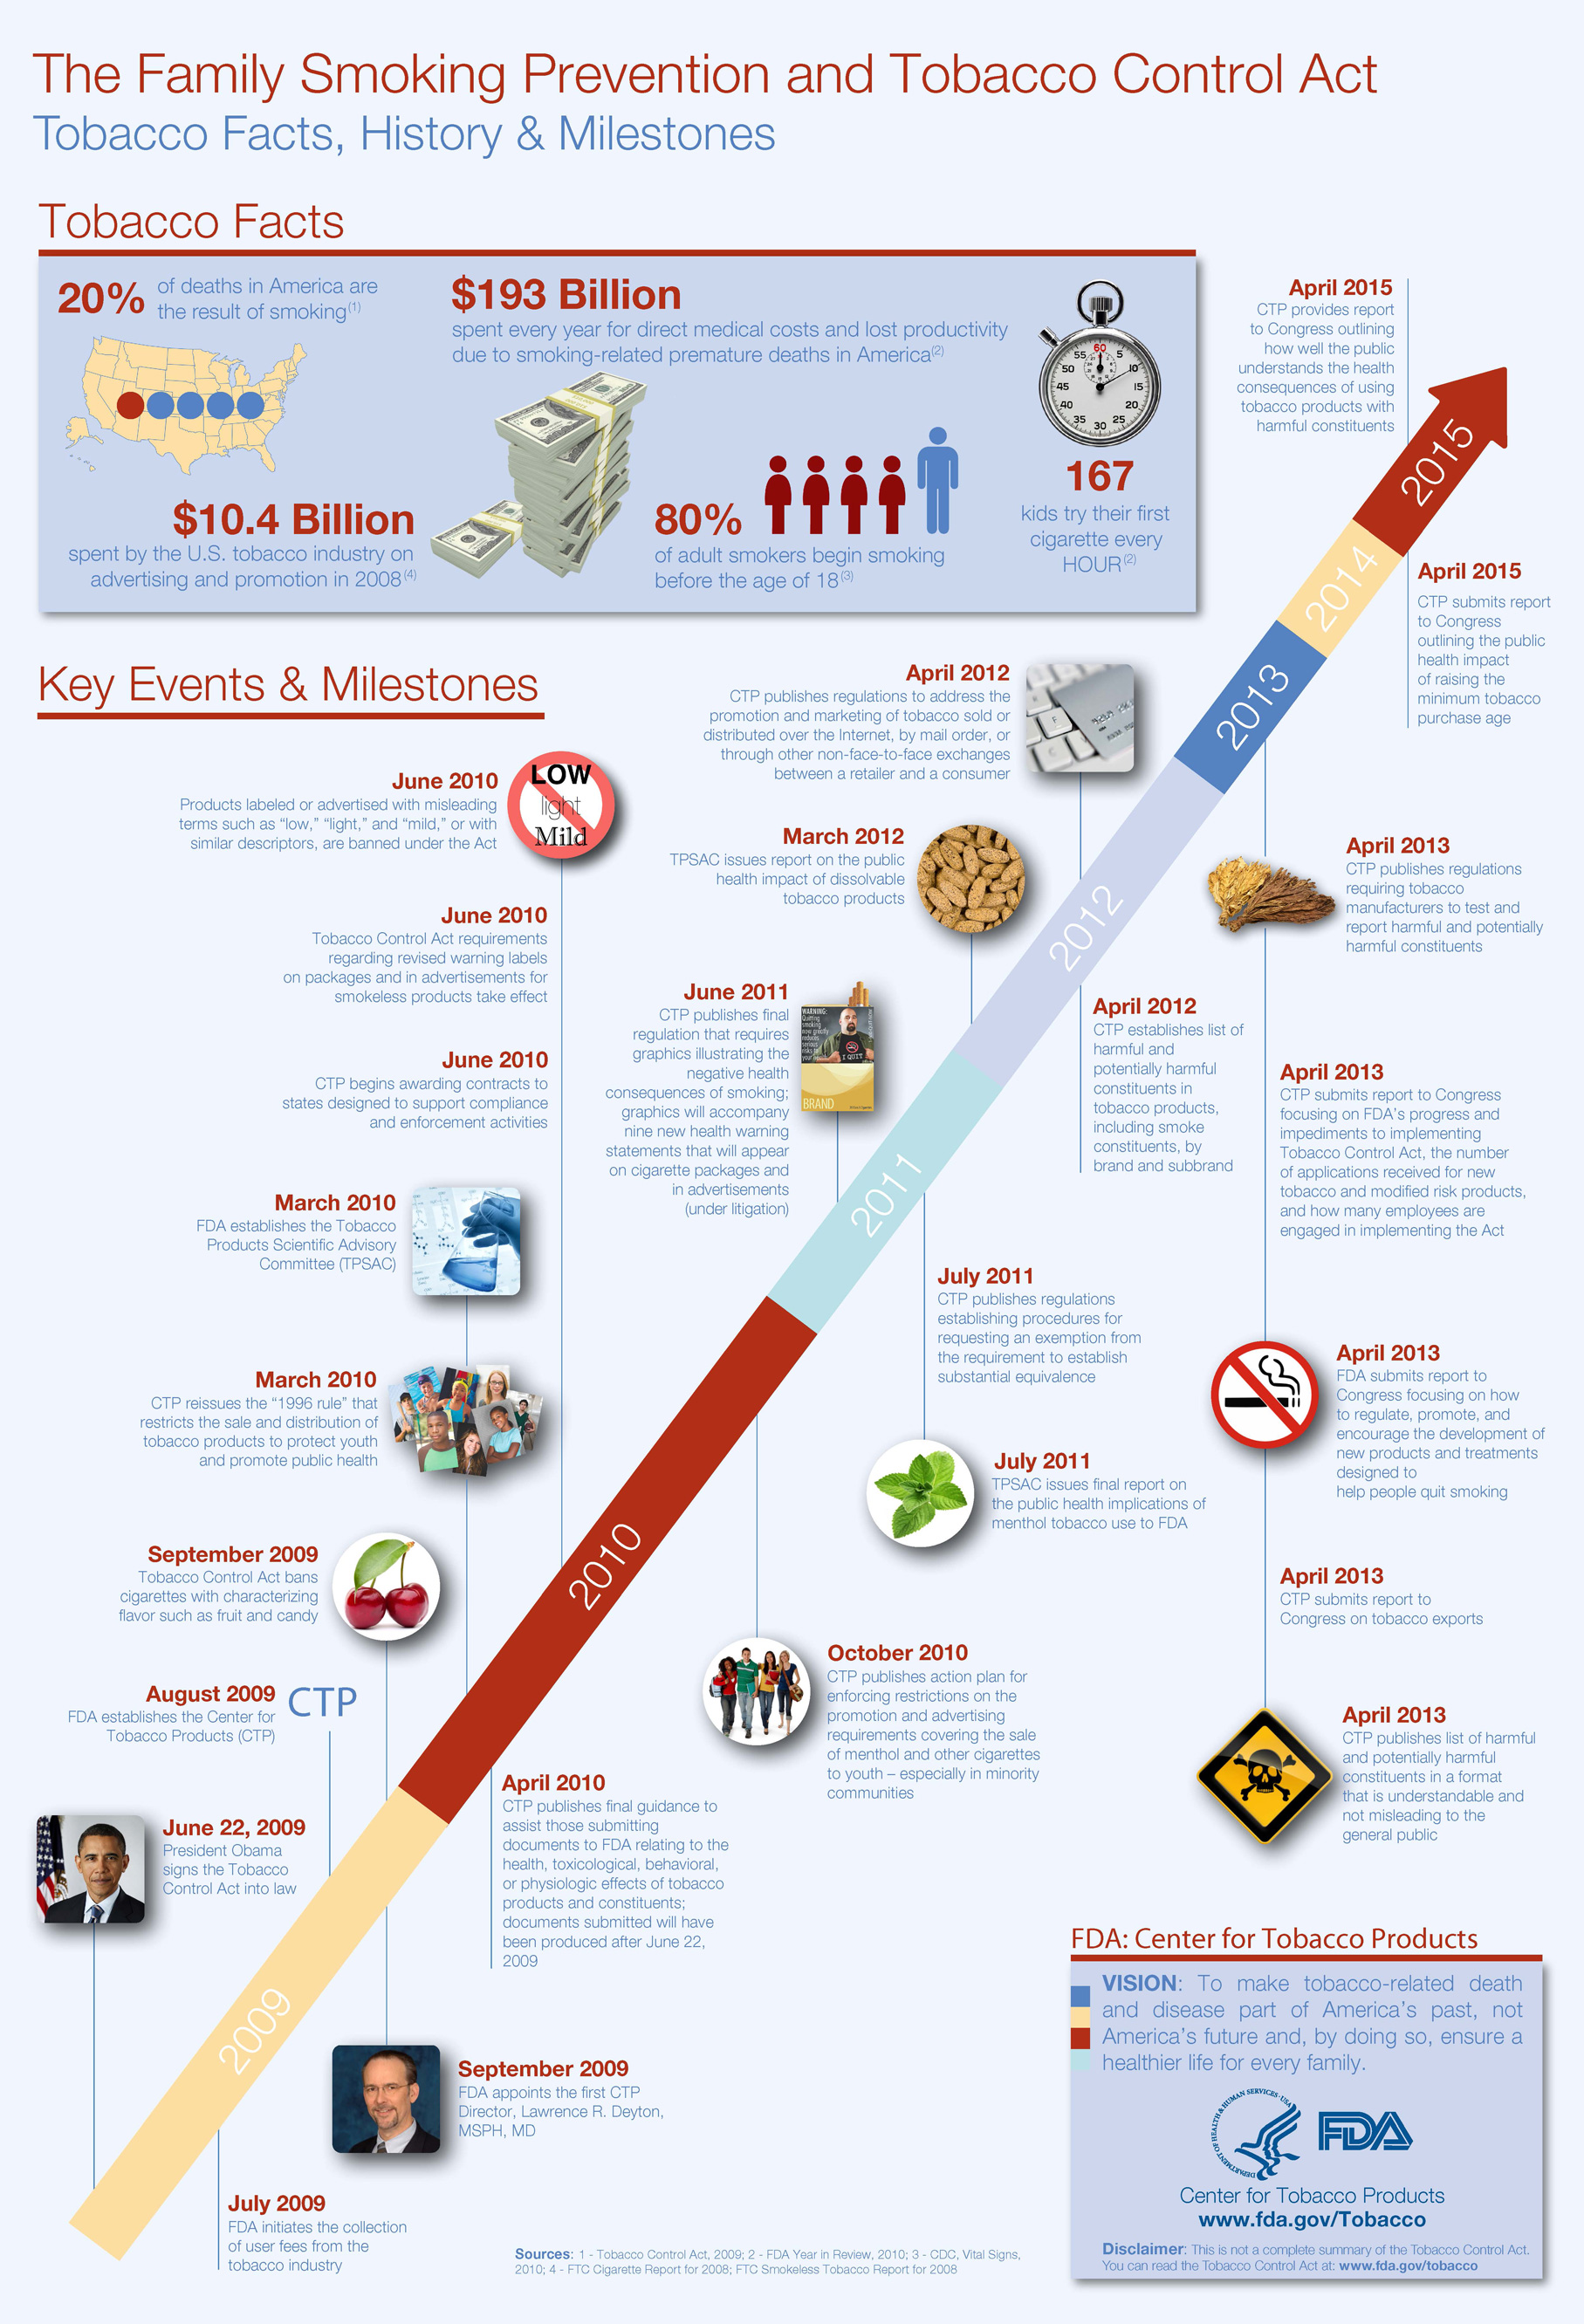 The Family Smoking Prevention and Tobacco Control Act
Tobacco Facts, History & Milestones
Tobacco Facts
20%
of deaths in America are
the result of smoking(1)
$193 Billion
spent every year for direct medical costs and lost productivity
due to smoking-related premature deaths in America(2)
$10.4 Billion
spent by the U.S. tobacco industry on
advertising and promotion in 2008(4)
80%
of adult smokers begin smoking
before the age of 18(3)
60
5
10
15
20
25
30
35
40
45
50
55
167
kids try their first
cigarette every
HOUR(2)
April 2015
CTP provides report
to Congress outlining
how well the public
understands the health
consequences of using
tobacco products with
harmful constituents
2015
April 2015
CTP submits report
to Congress
outlining the public
health impact
of raising the
minimum tobacco
purchase age
2014
2013
Key Events & Milestones
April 2012
CTP publishes regulations to address the
promotion and marketing of tobacco sold or
distributed over the Internet, by mail order, or
through other non-face-to-face exchanges
between a retailer and a consumer
June 2010
Products labeled or advertised with misleading
terms such as “low,” “light,” and “mild,” or with
similar descriptors, are banned under the Act
LOW
light
Mild
March 2012
TPSAC issues report on the public
health impact of dissolvable
tobacco products
2012
April 2013
CTP publishes regulations
requiring tobacco
manufacturers to test and
report harmful and potentially
harmful constituents
June 2010
Tobacco Control Act requirements
regarding revised warning labels
on packages and in advertisements for
smokeless products take effect
June 2011
CTP publishes final
regulation that requires
graphics illustrating the
negative health
consequences of smoking;
graphics will accompany
nine new health warning
statements that will appear
on cigarette packages and
in advertisements
(under litigation)
WARNING:
Quitting
smoking
now greatly
reduces
serious
risks to
your
I QUIT
BRAND
April 2012
CTP establishes list of
harmful and
potentially harmful
constituents in
tobacco products,
including smoke
constituents, by
brand and subbrand
June 2010
CTP begins awarding contracts to
states designed to support compliance
and enforcement activities
April 2013
CTP submits report to Congress
focusing on FDA’s progress and
impediments to implementing
Tobacco Control Act, the number
of applications received for new
tobacco and modified risk products,
and how many employees are
engaged in implementing the Act
2011
March 2010
FDA establishes the Tobacco
Products Scientific Advisory
Committee (TPSAC)
July 2011
CTP publishes regulations
establishing procedures for
requesting an exemption from
the requirement to establish
substantial equivalence
April 2013
FDA submits report to
Congress focusing on how
to regulate, promote, and
encourage the development of
new products and treatments
designed to
help people quit smoking
March 2010
CTP reissues the “1996 rule” that
restricts the sale and distribution of
tobacco products to protect youth
and promote public health
July 2011
TPSAC issues final report on
the public health implications of
menthol tobacco use to FDA
2010
September 2009
Tobacco Control Act bans
cigarettes with characterizing
flavor such as fruit and candy
April 2013
CTP submits report to
Congress on tobacco exports
October 2010
CTP publishes action plan for
enforcing restrictions on the
promotion and advertising
requirements covering the sale
of menthol and other cigarettes
to youth – especially in minority
communities
August 2009
FDA establishes the Center for
Tobacco Products (CTP)
CTP
April 2013
CTP publishes list of harmful
and potentially harmful
constituents in a format
that is understandable and
not misleading to the
general public
April 2010
CTP publishes final guidance to
assist those submitting
documents to FDA relating to the
health, toxicological, behavioral,
or physiologic effects of tobacco
products and constituents;
documents submitted will have
been produced after June 22,
2009
June 22, 2009
President Obama
signs the Tobacco
Control Act into law
2009
September 2009
FDA appoints the first CTP
Director, Lawrence R. Deyton,
MSPH, MD
July 2009
FDA initiates the collection
of user fees from the
tobacco industry
FDA: Center for Tobacco Products
VISION: To make tobacco-related death
and disease part of America’s past, not
America’s future and, by doing so, ensure a
healthier life for every family.
DEPARTMENT OF HEALTH & HUMAN SERVICES • USA
FDA
Center for Tobacco Products
www.fda.gov/Tobacco
Disclaimer: This is not a complete summary of the Tobacco Control Act.
You can read the Tobacco Control Act at: www.fda.gov/tobacco
Sources: 1 - Tobacco Control Act, 2009; 2 - FDA Year in Review, 2010; 3 - CDC, Vital Signs,
2010; 4 - FTC Cigarette Report for 2008; FTC Smokeless Tobacco Report for 2008